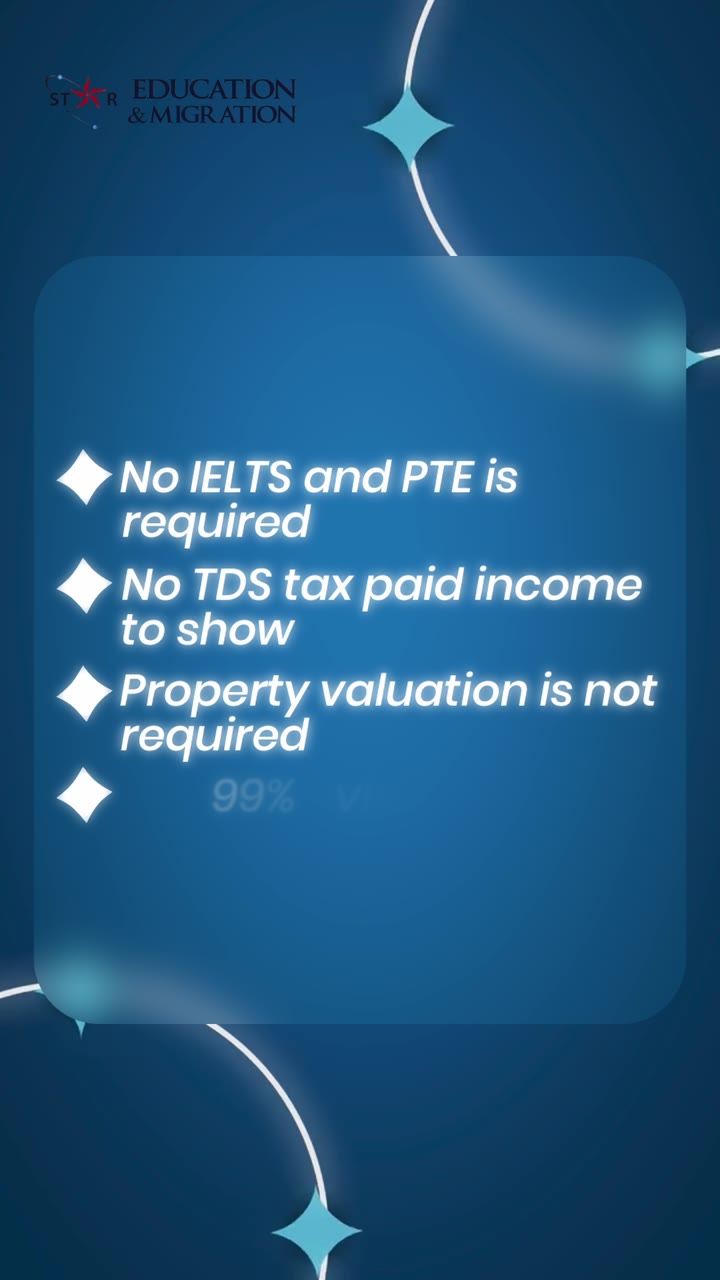 STAR EDUCATION
& MIGRATION
No IELTS and PTE is
required
No TDS tax paid income
to show
Property valuation is not
required
99%